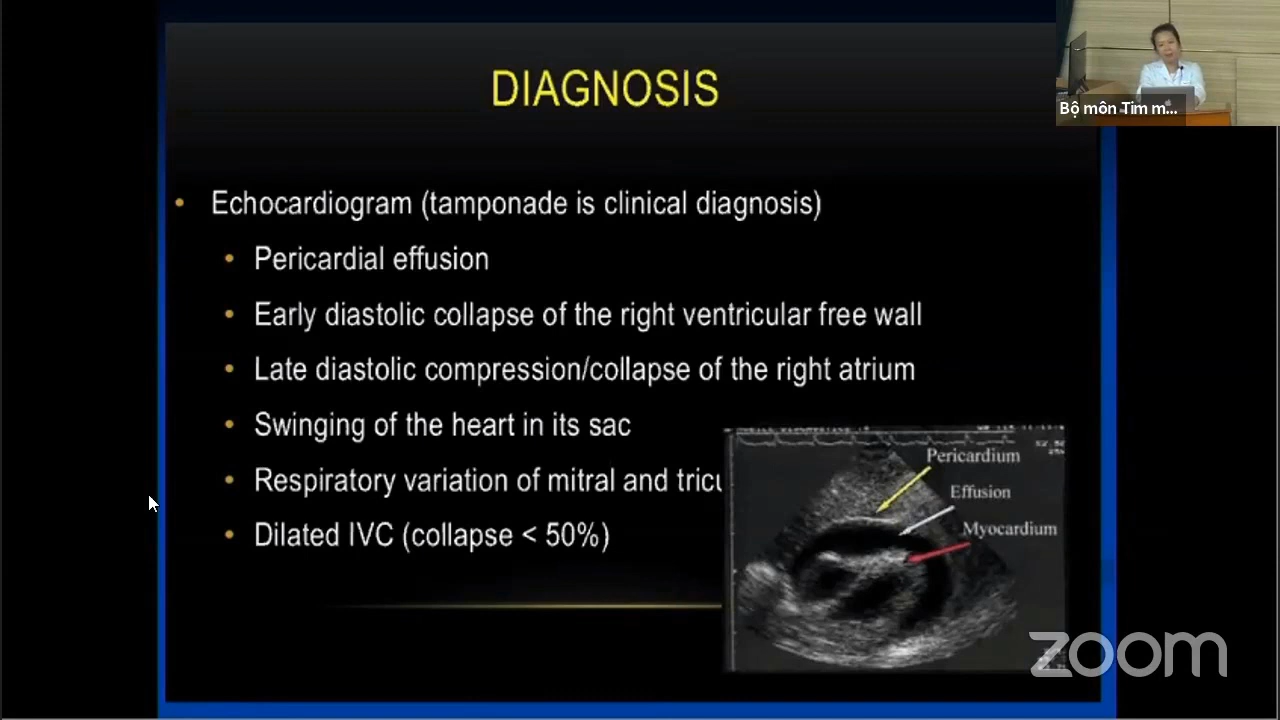 DIAGNOSIS
Bộ môn Tim m...
• Echocardiogram (tamponade is clinical diagnosis)
• Pericardial effusion
• Early diastolic collapse of the right ventricular free wall
• Late diastolic compression/collapse of the right atrium
• Swinging of the heart in its sac
• Respiratory variation of mitral and tricu
• Dilated IVC (collapse < 50%)
Pericardium
Effusion
Myocardium
zoom